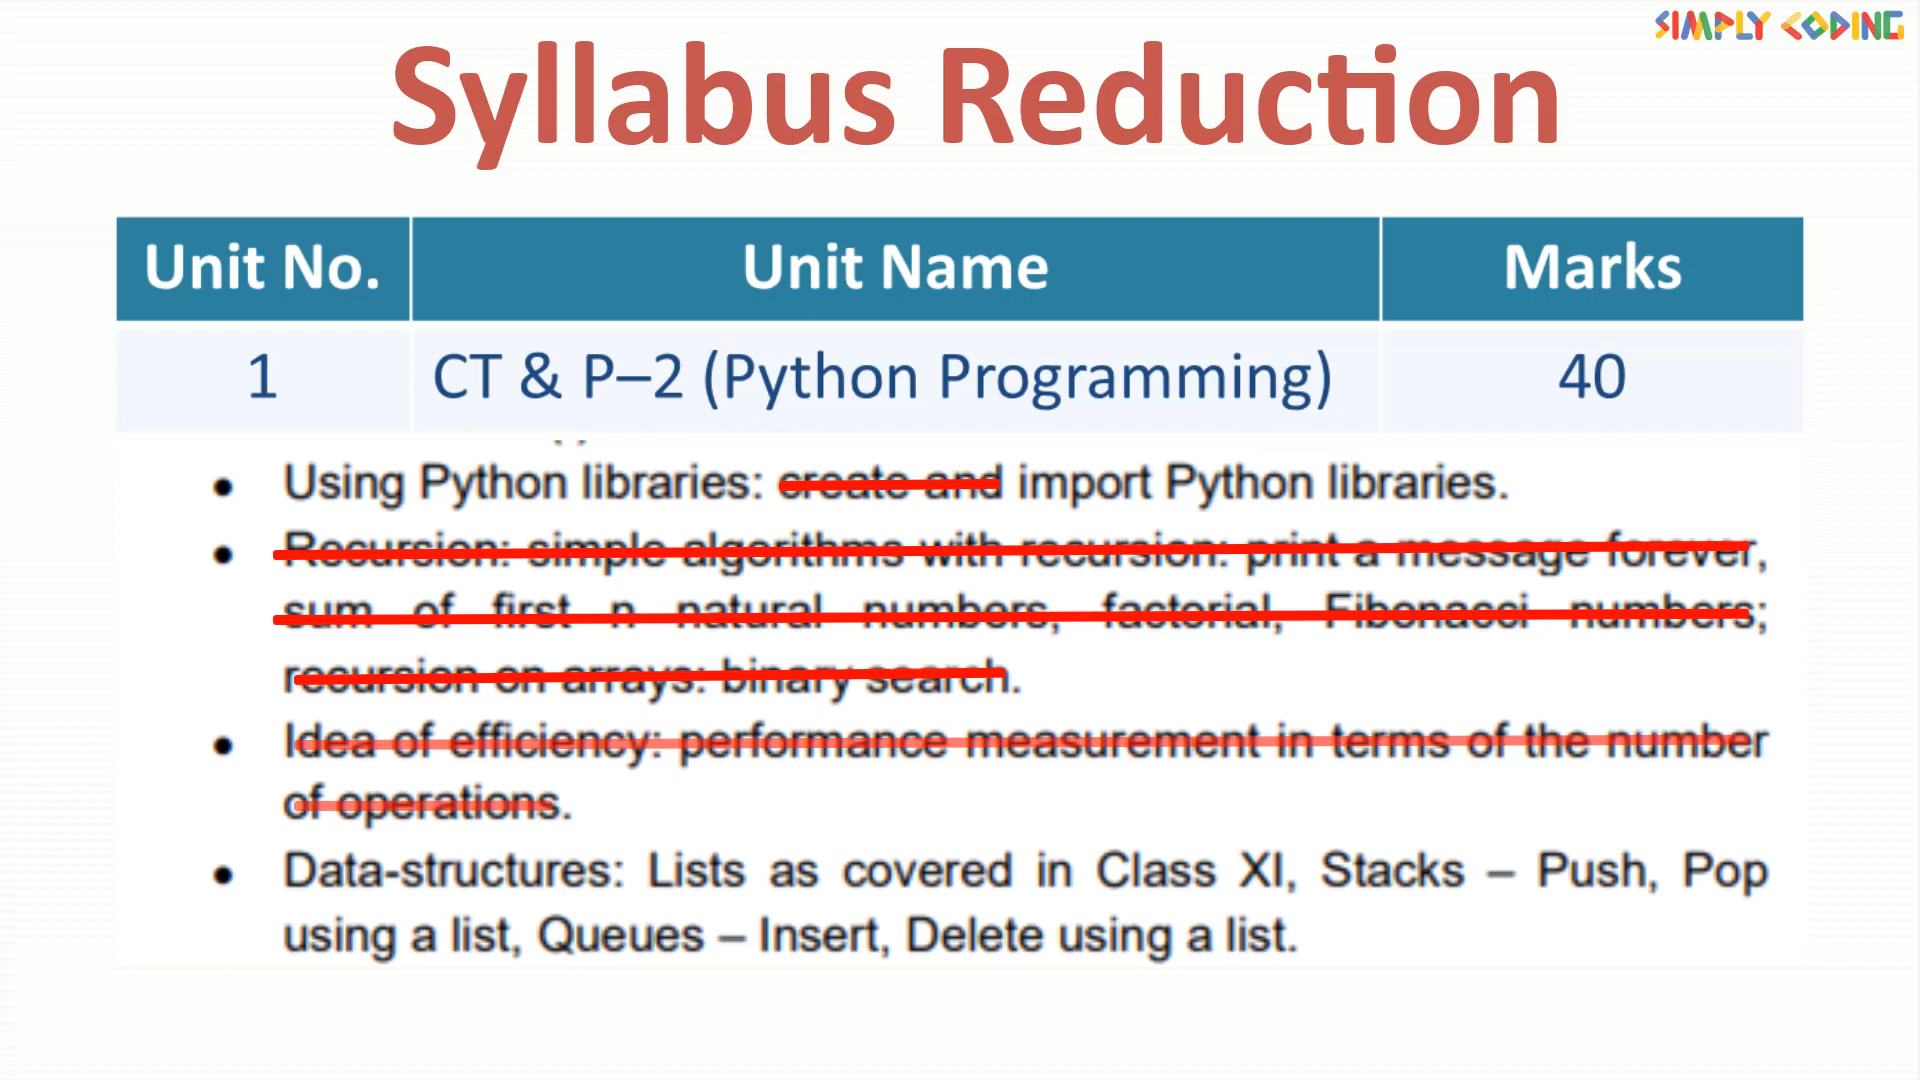 SIMPLY CODING
Syllabus Reduction
Unit No. Unit Name Marks
1 CT & P–2 (Python Programming) 40
• Using Python libraries: create and import Python libraries.
• Recursion: simple algorithms with recursion: print a message forever,
sum of first n natural numbers, factorial, Fibonacci numbers;
recursion on arrays: binary search.
• Idea of efficiency: performance measurement in terms of the number
of operations.
• Data-structures: Lists as covered in Class XI, Stacks – Push, Pop
using a list, Queues – Insert, Delete using a list.